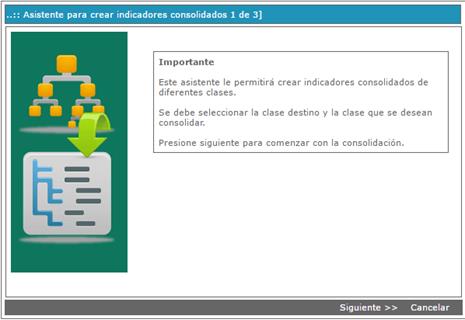 ..:: Asistente para crear indicadores consolidados 1 de 3]
Importante
Este asistente le permitirá crear indicadores consolidados de
diferentes clases.
Se debe seleccionar la clase destino y la clase que se desean
consolidar.
Presione siguiente para comenzar con la consolidación.
Siguiente >> Cancelar